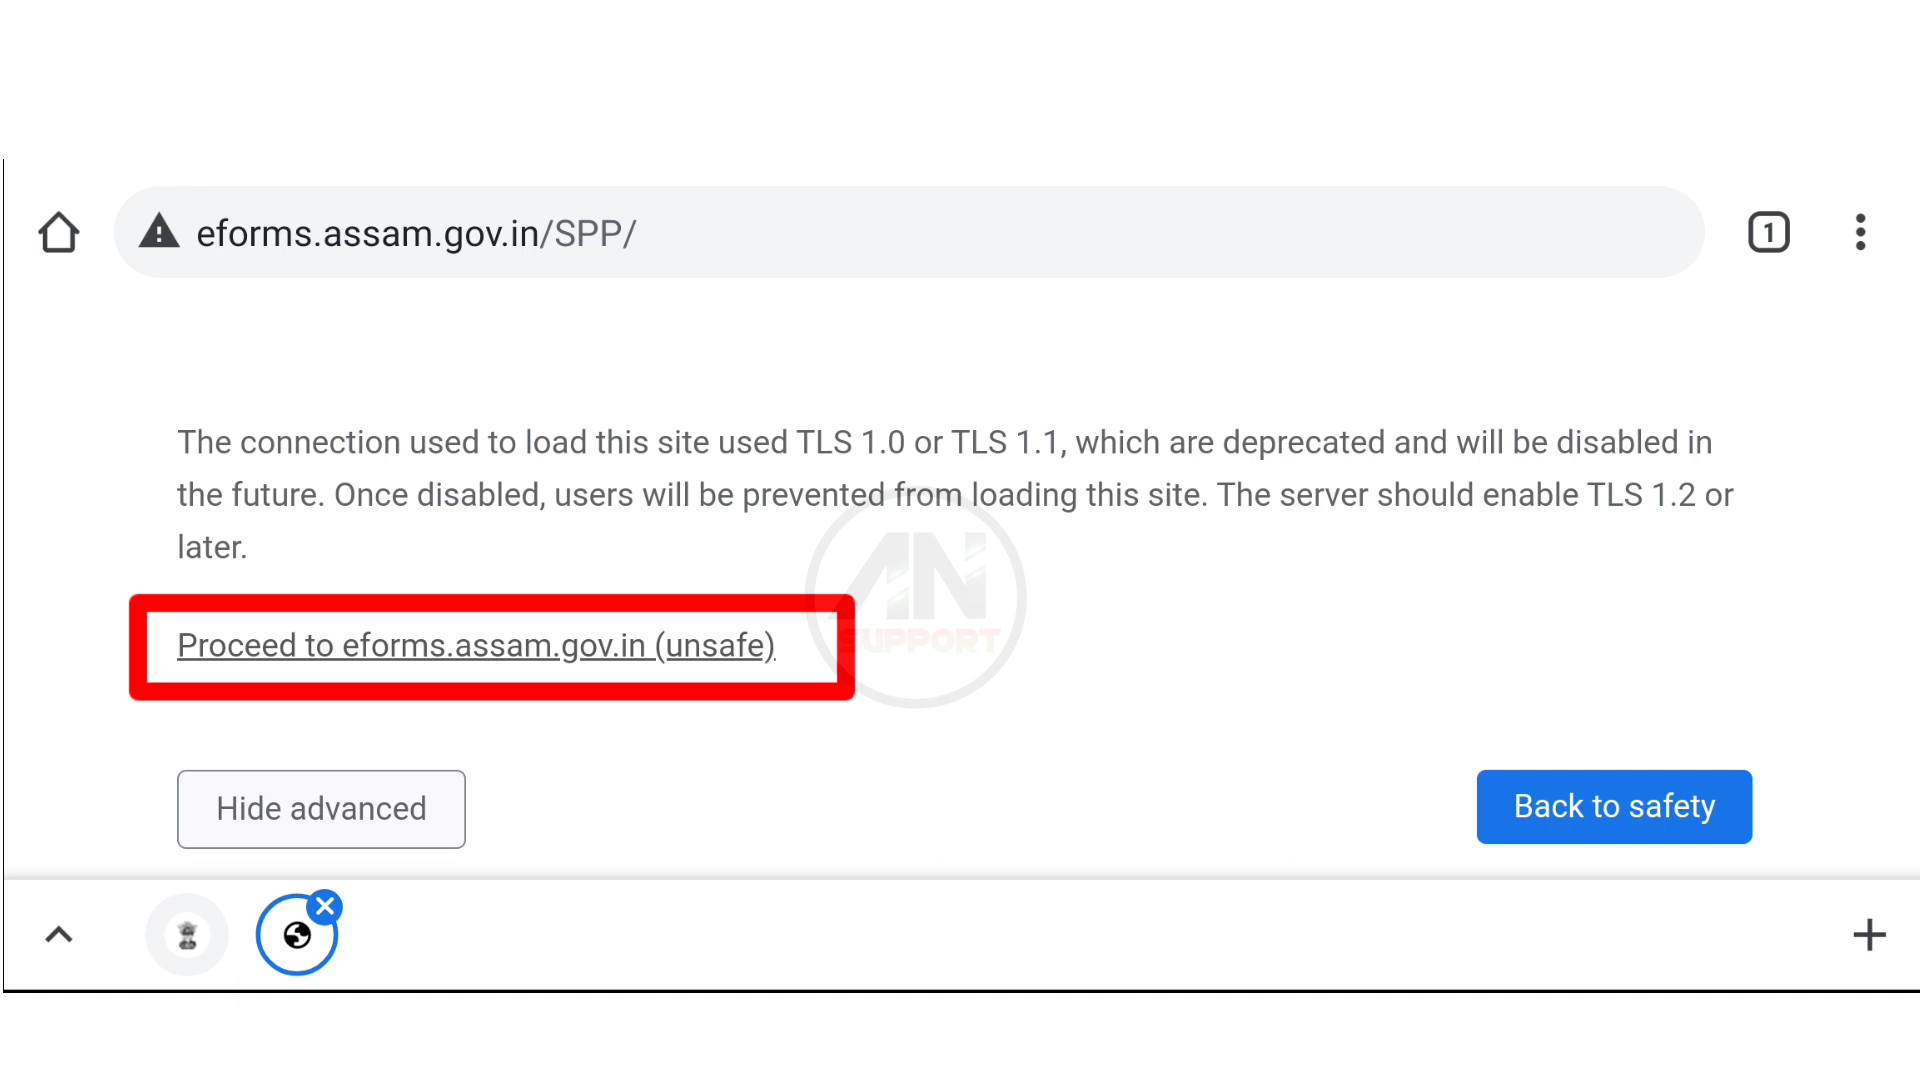 eforms.assam.gov.in/SPP/
1
The connection used to load this site used TLS 1.0 or TLS 1.1, which are deprecated and will be disabled in
the future. Once disabled, users will be prevented from loading this site. The server should enable TLS 1.2 or
later.
AN
SUPPORT
Proceed to eforms.assam.gov.in (unsafe)
Hide advanced
Back to safety